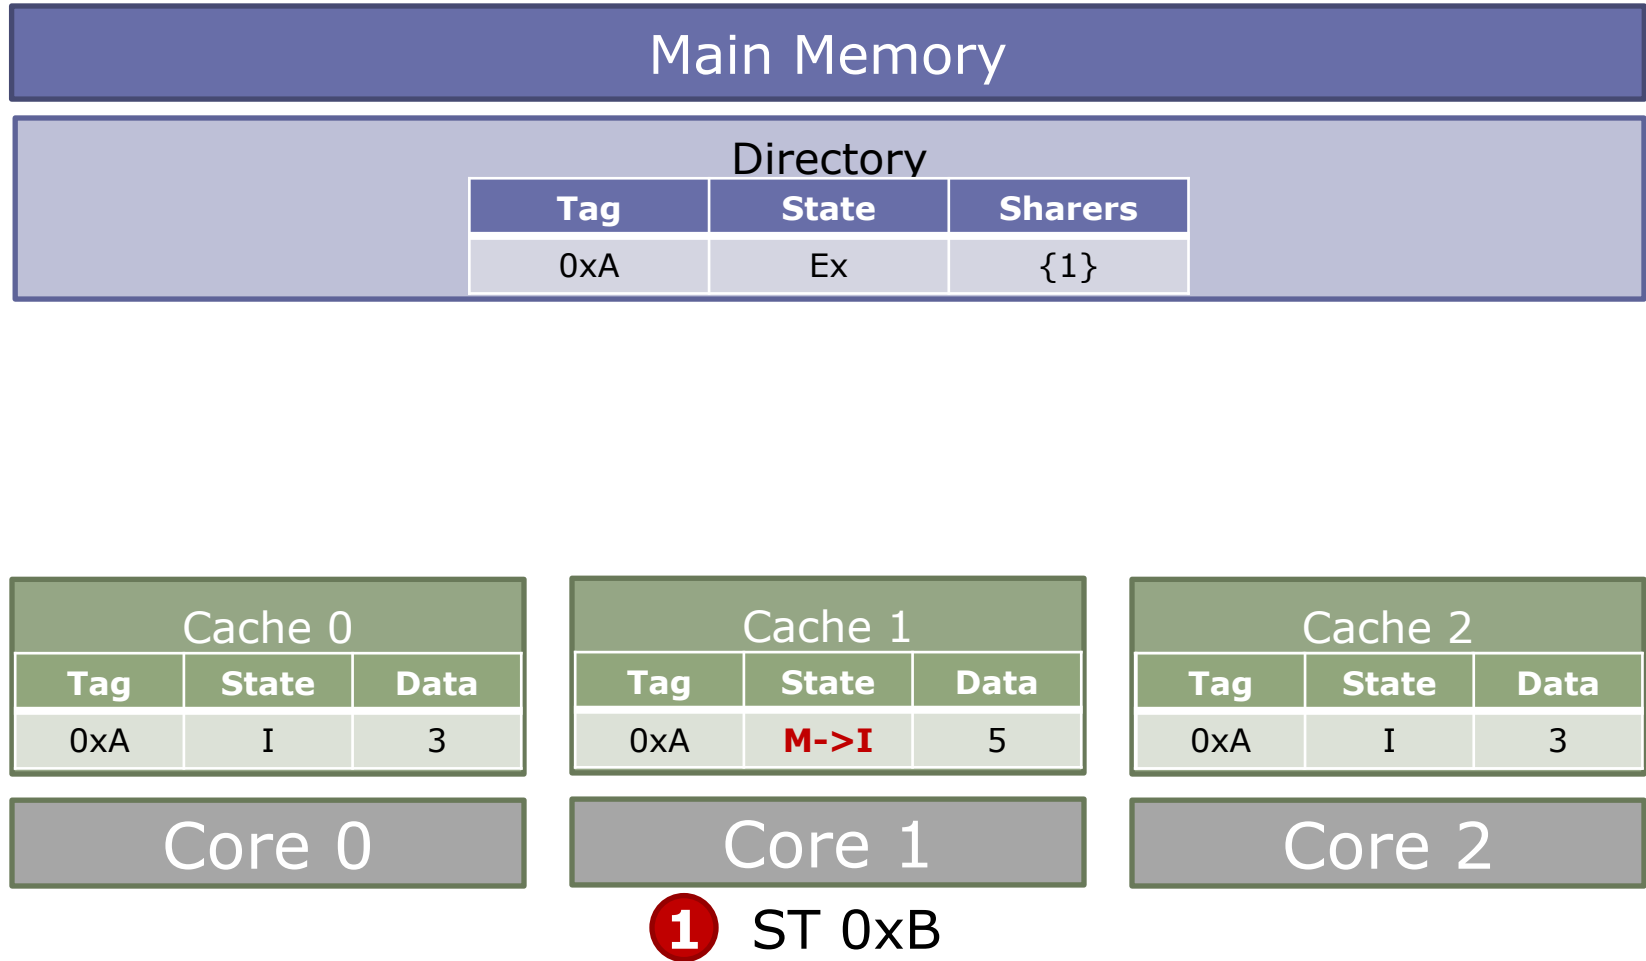 Main Memory
Directory
Tag State Sharers
0xA Ex {1}
Cache 0
Tag State Data
0xA I 3
Core 0
Cache 1
Tag State Data
0xA M->I 5
Core 1
Cache 2
Tag State Data
0xA I 3
Core 2
1 ST 0xB